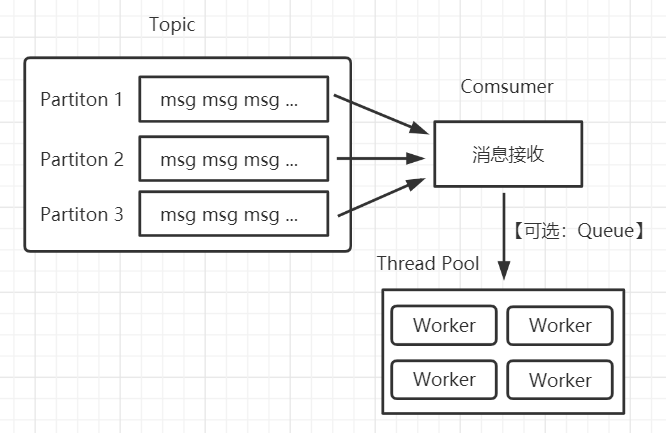 Topic
Partiton 1
msg msg msg ...
Partiton 2
msg msg msg ...
Partiton 3
msg msg msg ...
Comsumer
消息接收
【可选：Queue】
Thread Pool
Worker
Worker
Worker
Worker